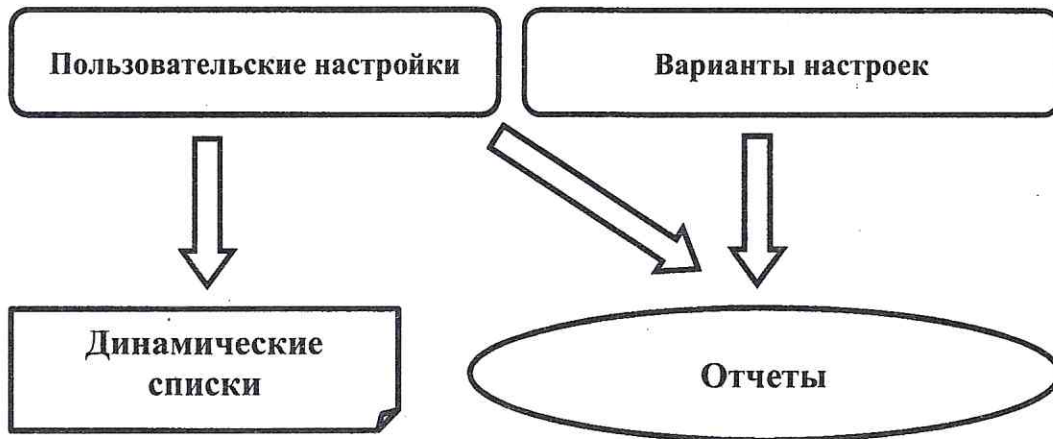 Пользовательские настройки
Варианты настроек
Динамические
списки
Отчеты